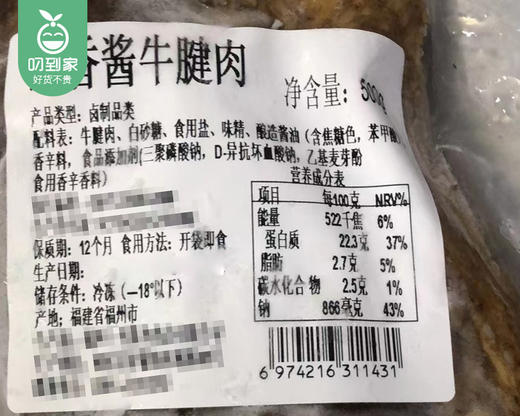 叨到家
好货不贵
香酱牛腱肉
净含量: 500g
产品类型: 卤制品类
配料表: 牛腱肉、白砂糖、食用盐、味精、酿造酱油 (含焦糖色, 苯甲酸
香辛料, 食品添加剂(三聚磷酸钠, D-异抗坏血酸钠, 乙基麦芽酚
食用香辛香料)
营养成分表
项目 每100克 NRV%
能量 522千焦 6%
蛋白质 22.3克 37%
脂肪 2.7克 5%
碳水化合物 2.5克 1%
钠 866毫克 43%
保质期: 12个月 食用方法: 开袋即食
生产日期:
储存条件: 冷冻 (—18°以下)
产地: 福建省福州市
6 974216 311431